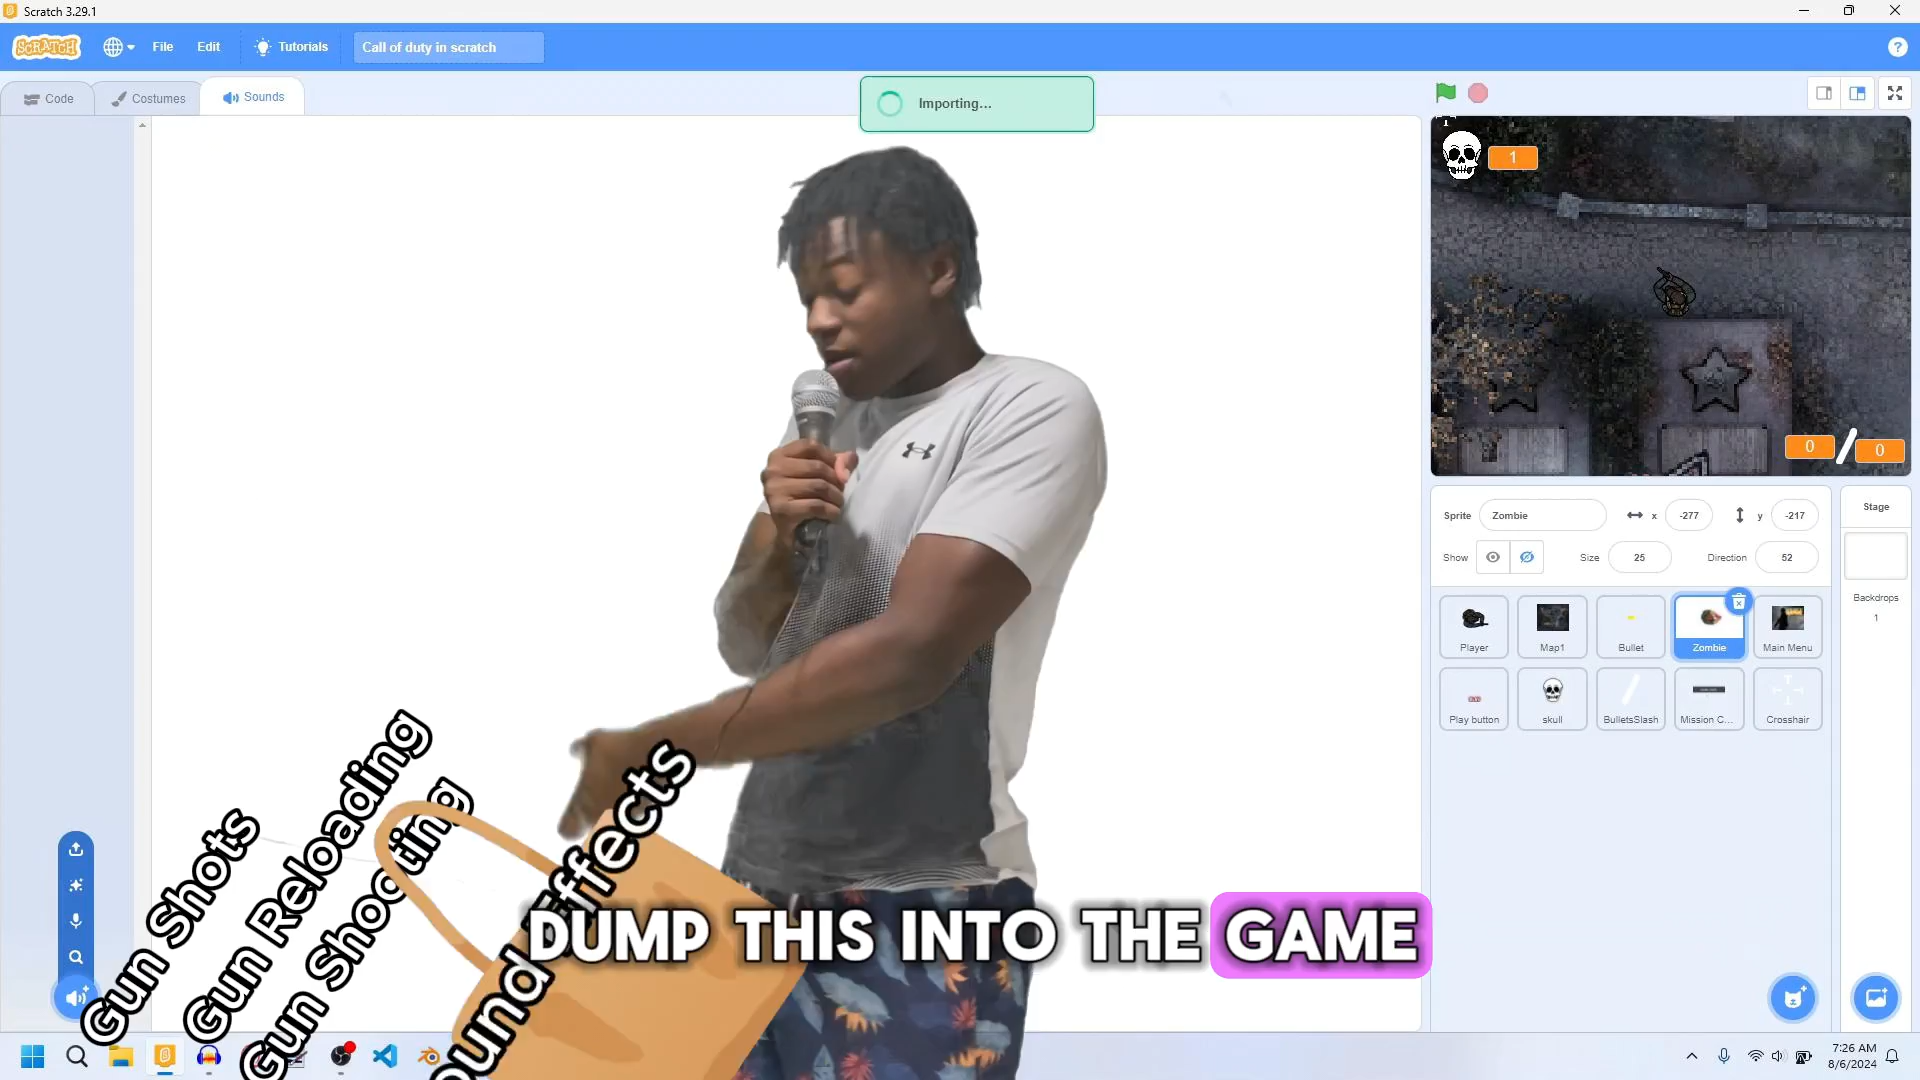 Scratch 3.29.1
SCRATCH
File
Edit
Tutorials
Call of duty in scratch
?
Code
Costumes
Sounds
Importing...
1
0
0
Sprite
Zombie
x
-277
y
-217
Show
Size
25
Direction
52
Stage
Backdrops
1
Player
Map1
Bullet
Zombie
Main Menu
Play button
skull
BulletsSlash
Mission C...
Crosshair
Gun Shots
Gun Reloading
Gun Shooting
ound Effects
DUMP THIS INTO THE GAME
7:26 AM
8/6/2024